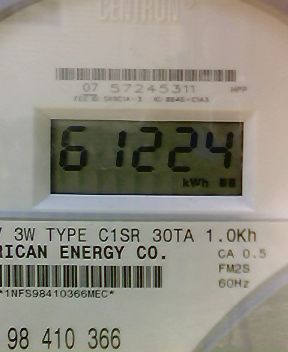 CENTRON
07 57245311 HPP
61224
kWh
3W TYPE C1SR 30TA 1.0Kh
RICAN ENERGY CO. CA 0.5
FM2S
60Hz
*1NFS98410366MEC*
98 410 366